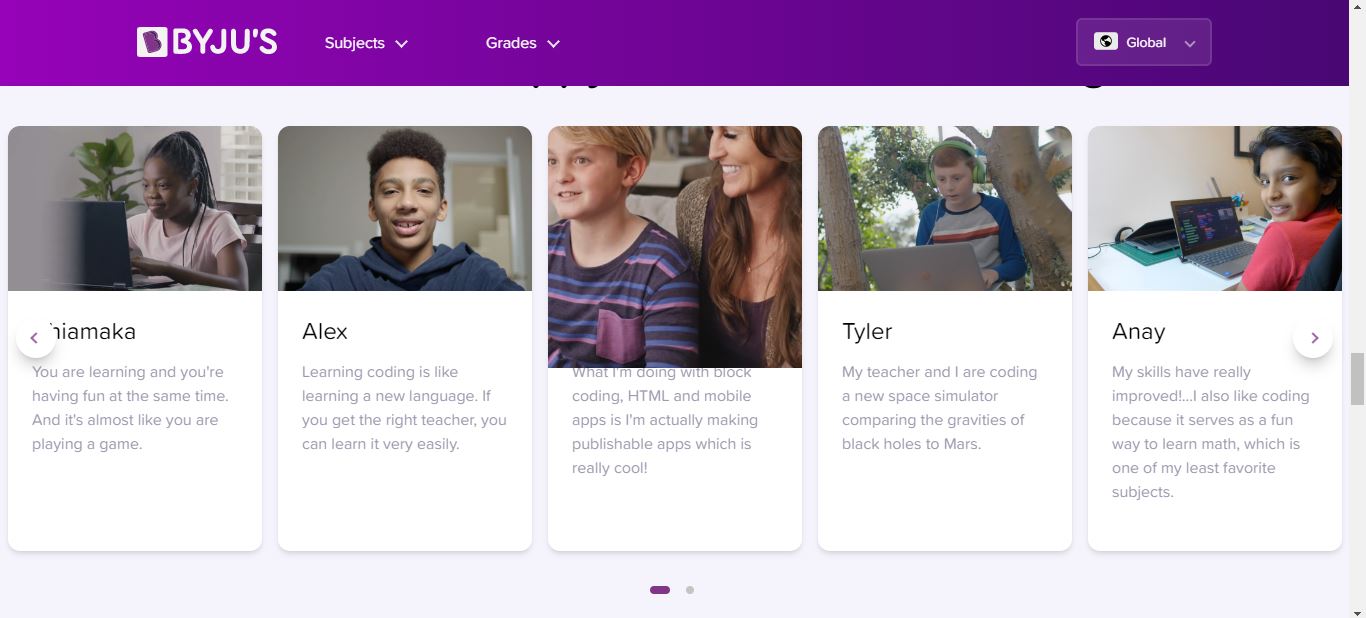 BYJU'S
Subjects
Grades
Global
hiamaka
You are learning and you're
having fun at the same time.
And it's almost like you are
playing a game.
Alex
Learning coding is like
learning a new language. If
you get the right teacher, you
can learn it very easily.
What I'm doing with block
coding, HTML and mobile
apps is I'm actually making
publishable apps which is
really cool!
Tyler
My teacher and I are coding
a new space simulator
comparing the gravities of
black holes to Mars.
Anay
My skills have really
improved!...I also like coding
because it serves as a fun
way to learn math, which is
one of my least favorite
subjects.